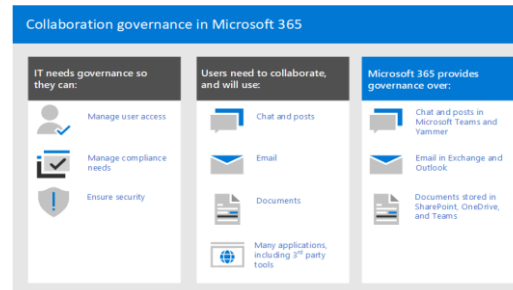 Collaboration governance in Microsoft 365
IT needs governance so
they can:
Manage user access
Manage compliance
needs
Ensure security
Users need to collaborate,
and will use:
Chat and posts
Email
Documents
Many applications,
including 3rd party
tools
Microsoft 365 provides
governance over:
Chat and posts in
Microsoft Teams and
Yammer
Email in Exchange and
Outlook
Documents stored in
SharePoint, OneDrive,
and Teams